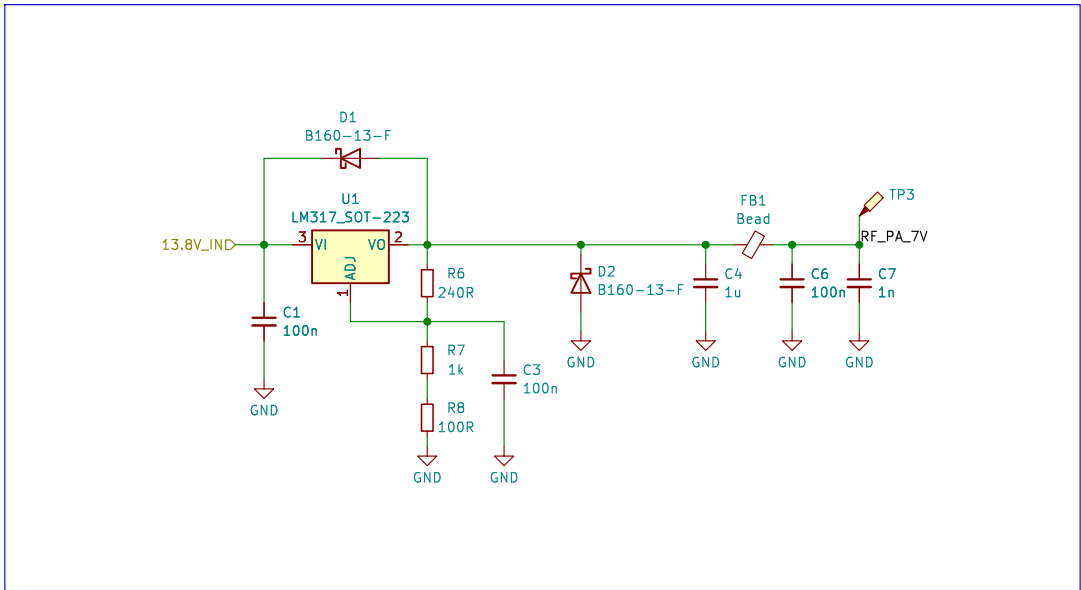 D1
B160-13-F
U1
LM317_SOT-223
13.8V_IN
3
VI
VO
2
ADJ
1
C1
100n
GND
R6
240R
R7
1k
R8
100R
GND
C3
100n
GND
D2
B160-13-F
GND
C4
1u
GND
FB1
Bead
TP3
RF_PA_7V
C6
100n
GND
C7
1n
GND